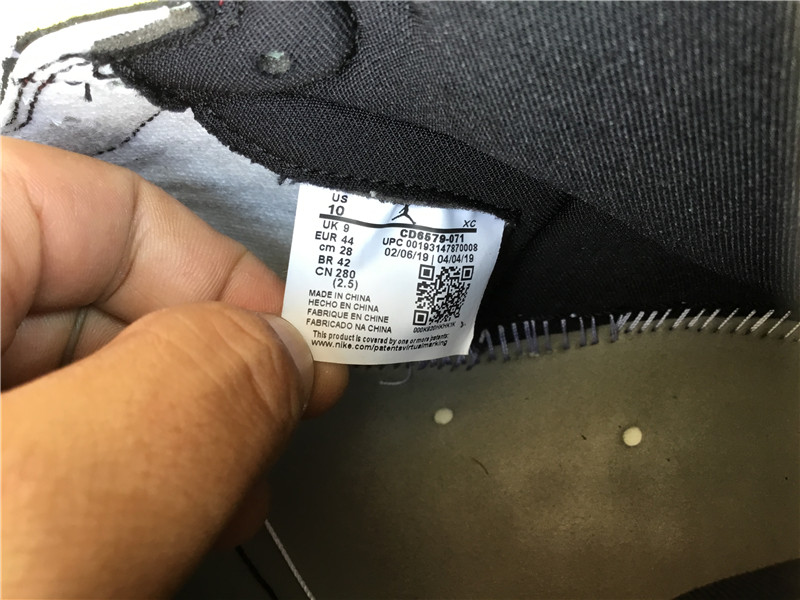 US
10
XC
UK 9
CD6579-071
EUR 44
UPC 00193147870008
cm 28
02/06/19 | 04/04/19
BR 42
CN 280
(2.5)
MADE IN CHINA
HECHO EN CHINA
FABRIQUE EN CHINE
FABRICADO NA CHINA
This product is covered by one or more patents:
www.nike.com/patentsvirtualmarking